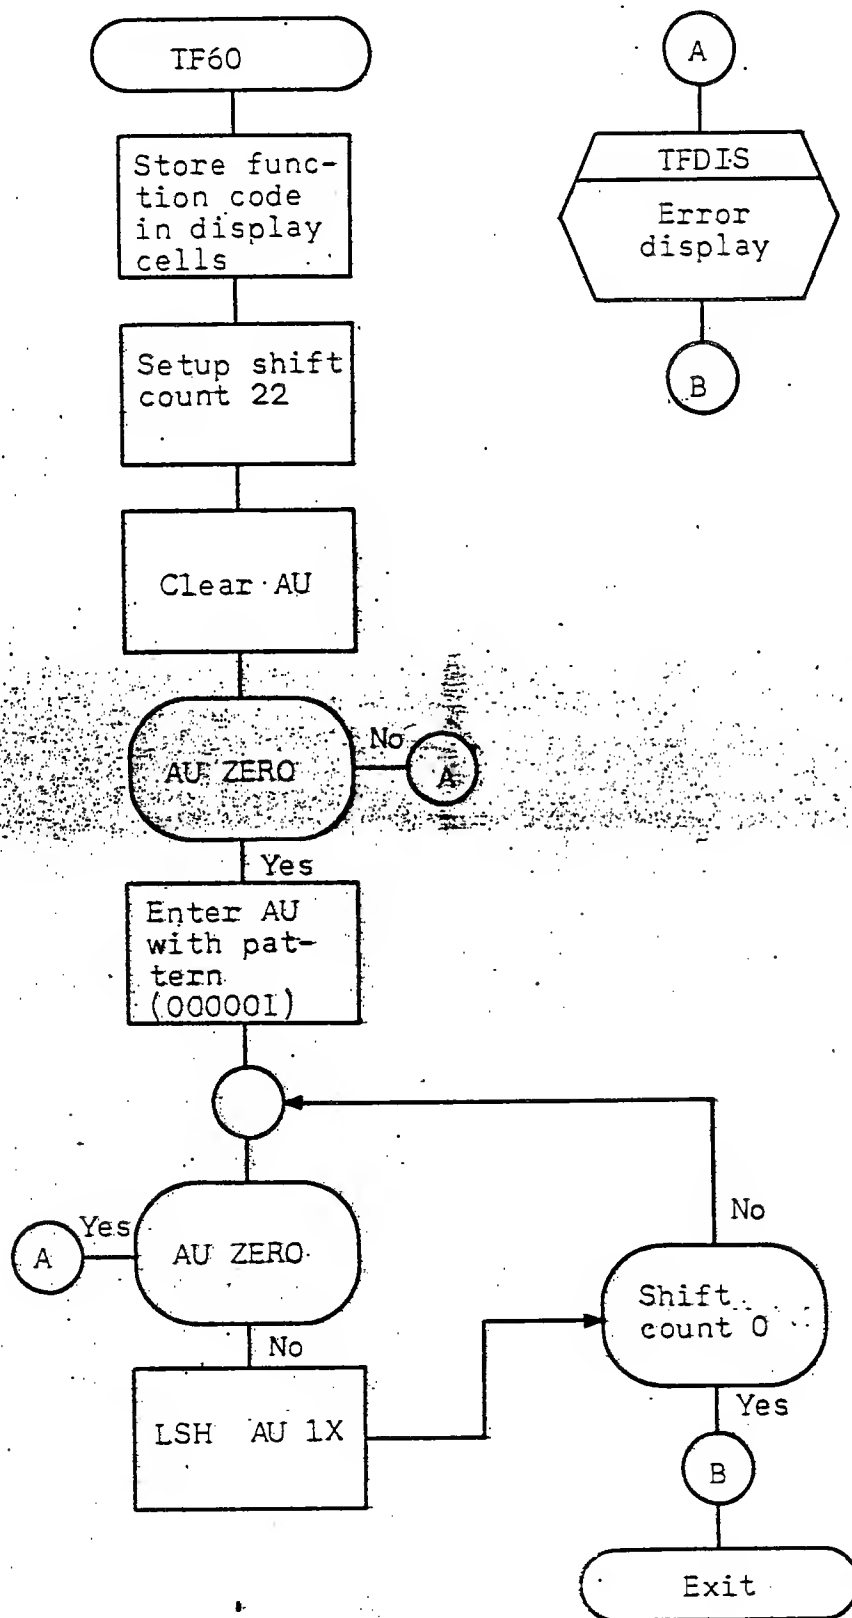 TF60
Store func-
tion code
in display
cells
Setup shift
count 22
Clear AU
AU ZERO
No
A
Yes
Enter AU
with pat-
tern
(000001)
AU ZERO
Yes
A
No
LSH AU 1X
Shift
count 0
No
Yes
B
Exit
A
TFDIS
Error
display
B